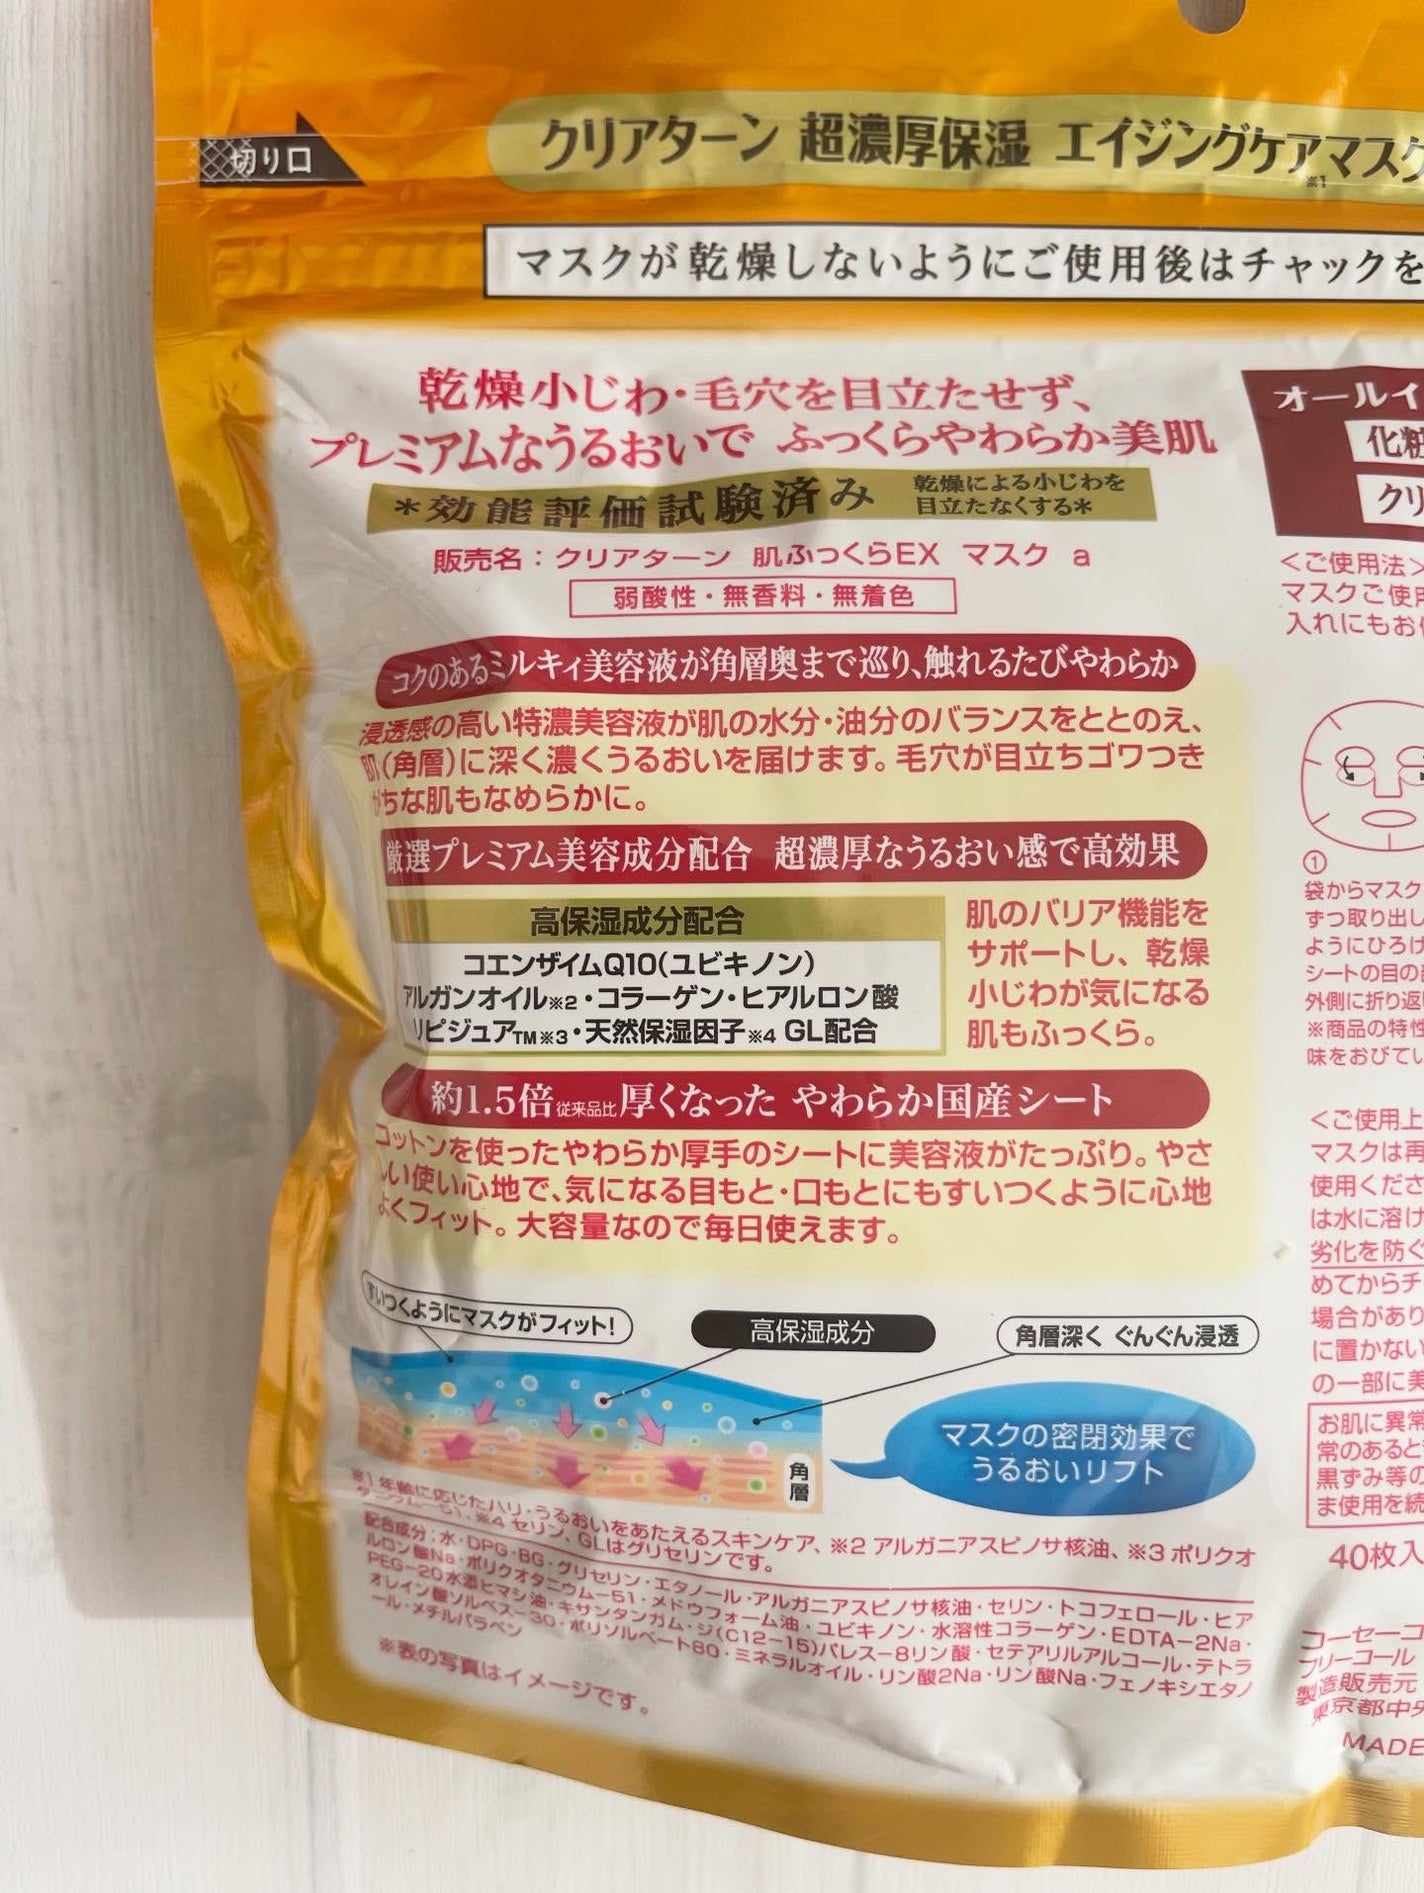 切り口
クリアターン 超濃厚保湿 エイジングケアマスク
※1
マスクが乾燥しないようにご使用後はチャックを
乾燥小じわ・毛穴を目立たせず、
プレミアムなうるおいで ふっくらやわらか美肌
*効能評価試験済み 乾燥による小じわを
目立たなくする*
販売名：クリアターン 肌ふっくらEX マスク a
弱酸性・無香料・無着色
コクのあるミルキィ美容液が角層奥まで巡り、触れるたびやわらか
浸透感の高い特濃美容液が肌の水分・油分のバランスをととのえ、
肌(角層)に深く濃くうるおいを届けます。毛穴が目立ちゴワつき
がちな肌もなめらかに。
厳選プレミアム美容成分配合 超濃厚なうるおい感で高効果
高保湿成分配合
コエンザイムQ10(ユビキノン)
アルガンオイル※2・コラーゲン・ヒアルロン酸
リピジュア™※3・天然保湿因子※4 GL配合
肌のバリア機能を
サポートし、乾燥
小じわが気になる
肌もふっくら。
約1.5倍従来品比厚くなった やわらか国産シート
コットンを使ったやわらか厚手のシートに美容液がたっぷり。やさ
しい使い心地で、気になる目もと・口もとにもすいつくように心地
よくフィット。大容量なので毎日使えます。
すいつくようにマスクがフィット!
高保湿成分
角層深く ぐんぐん浸透
角層
マスクの密閉効果で
うるおいリフト
※1 年齢に応じたハリ・うるおいをあたえるスキンケア、※2 アルガニアスピノサ核油、※3 ポリクオ
タニウム-51、※4 セリン、GLはグリセリンです。
配合成分：水・DPG・BG・グリセリン・エタノール・アルガニアスピノサ核油・セリン・トコフェロール・ヒア
ルロン酸Na・ポリクオタニウム-51・メドウフォーム油・ユビキノン・水溶性コラーゲン・EDTA-2Na・
PEG-20水添ヒマシ油・キサンタンガム・ジ(C12-15)パレス-8リン酸・セテアリルアルコール・テトラ
オレイン酸ソルベス-30・ポリソルベート80・ミネラルオイル・リン酸2Na・リン酸Na・フェノキシエタノ
ール・メチルパラベン
※表の写真はイメージです。
オールイ
化粧
クリ
<ご使用法>
マスクご使用
入れにもお
①
袋からマスク
ずつ取り出し
ようにひろげ
シートの目の
外側に折り返
※商品の特性
味をおびてい
<ご使用上
マスクは再
使用くださ
は水に溶け
劣化を防ぐ
めてからチ
場合があり
に置かない
の一部に美
お肌に異常
常のあると
黒ずみ等の
ま使用を続
40枚入
コーセーコ
フリーコール
製造販売元
東京都中央
MADE